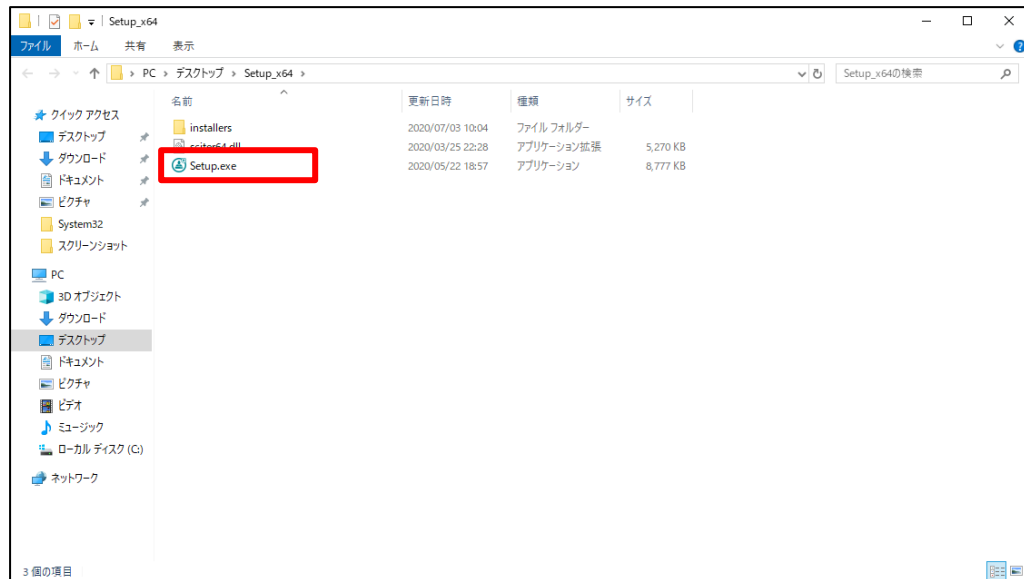 Setup_x64
ファイル ホーム 共有 表示
PC デスクトップ Setup_x64 Setup_x64の検索
名前 更新日時 種類 サイズ
クイック アクセス
デスクトップ
ダウンロード
ドキュメント
ピクチャ
System32
スクリーンショット
PC
3D オブジェクト
ダウンロード
デスクトップ
ドキュメント
ピクチャ
ビデオ
ミュージック
ローカル ディスク (C:)
ネットワーク
installers 2020/07/03 10:04 ファイル フォルダー
sciter64.dll 2020/03/25 22:28 アプリケーション拡張 5,270 KB
Setup.exe 2020/05/22 18:57 アプリケーション 8,777 KB
3 個の項目